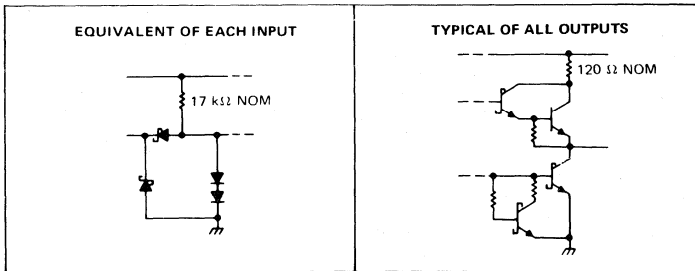 EQUIVALENT OF EACH INPUT
17 kΩ NOM
TYPICAL OF ALL OUTPUTS
120 Ω NOM